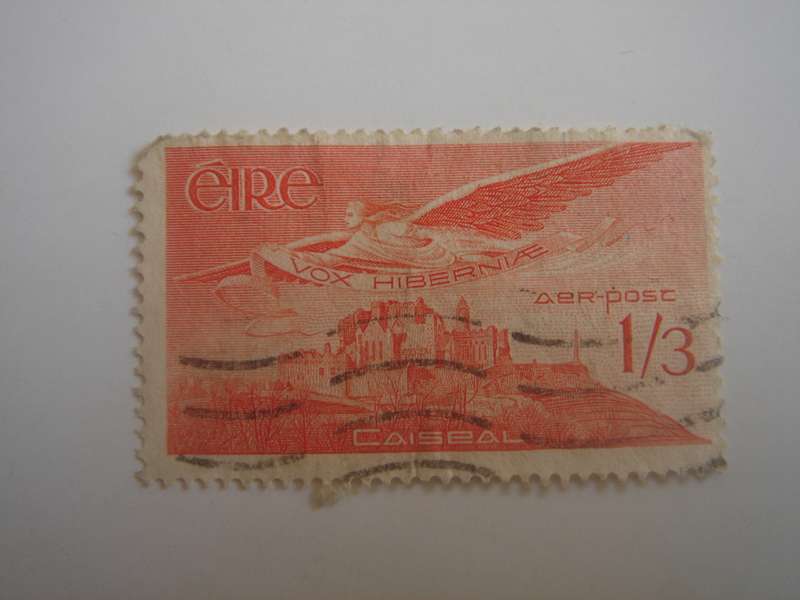 ÉIRE
VOX HIBERNIÆ
AER-POST
1/3
CAISEAL